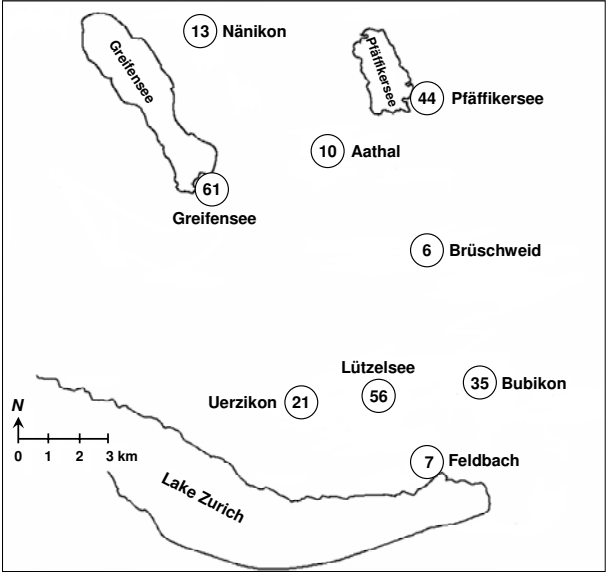 13 Nänikon
Greifensee
Pfäffikersee
44 Pfäffikersee
10 Aathal
61
Greifensee
6 Brüschweid
Lützelsee
35 Bubikon
Uerzikon 21
56
N
0 1 2 3 km
7 Feldbach
Lake Zurich